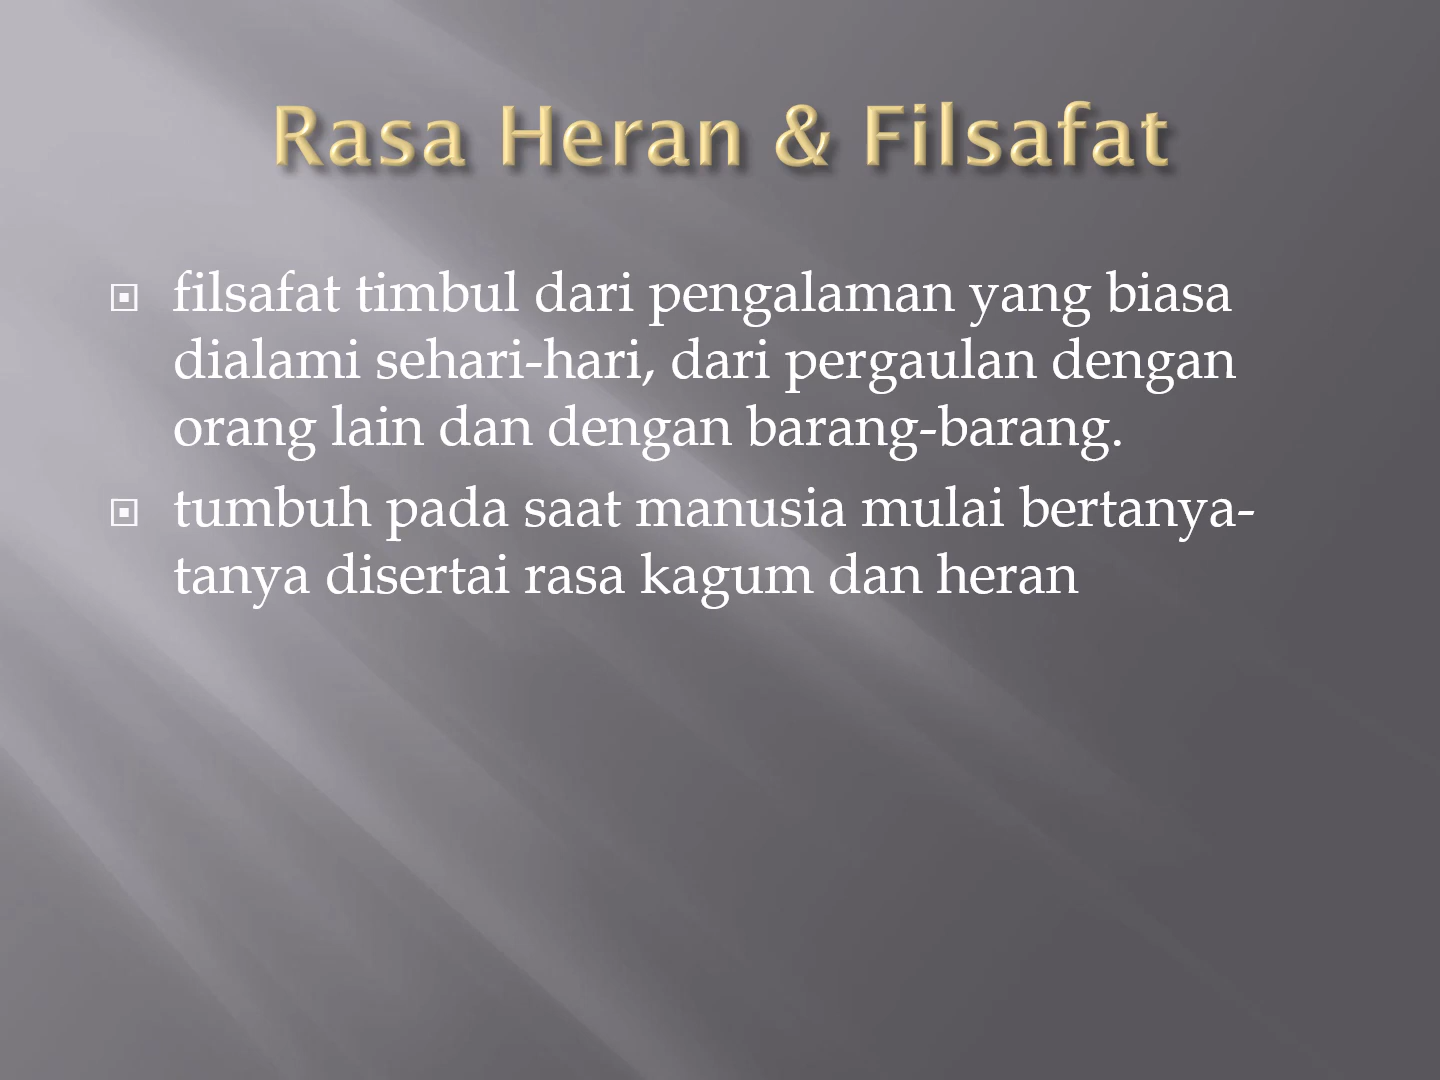 Rasa Heran & Filsafat
filsafat timbul dari pengalaman yang biasa
dialami sehari-hari, dari pergaulan dengan
orang lain dan dengan barang-barang.
tumbuh pada saat manusia mulai bertanya-
tanya disertai rasa kagum dan heran